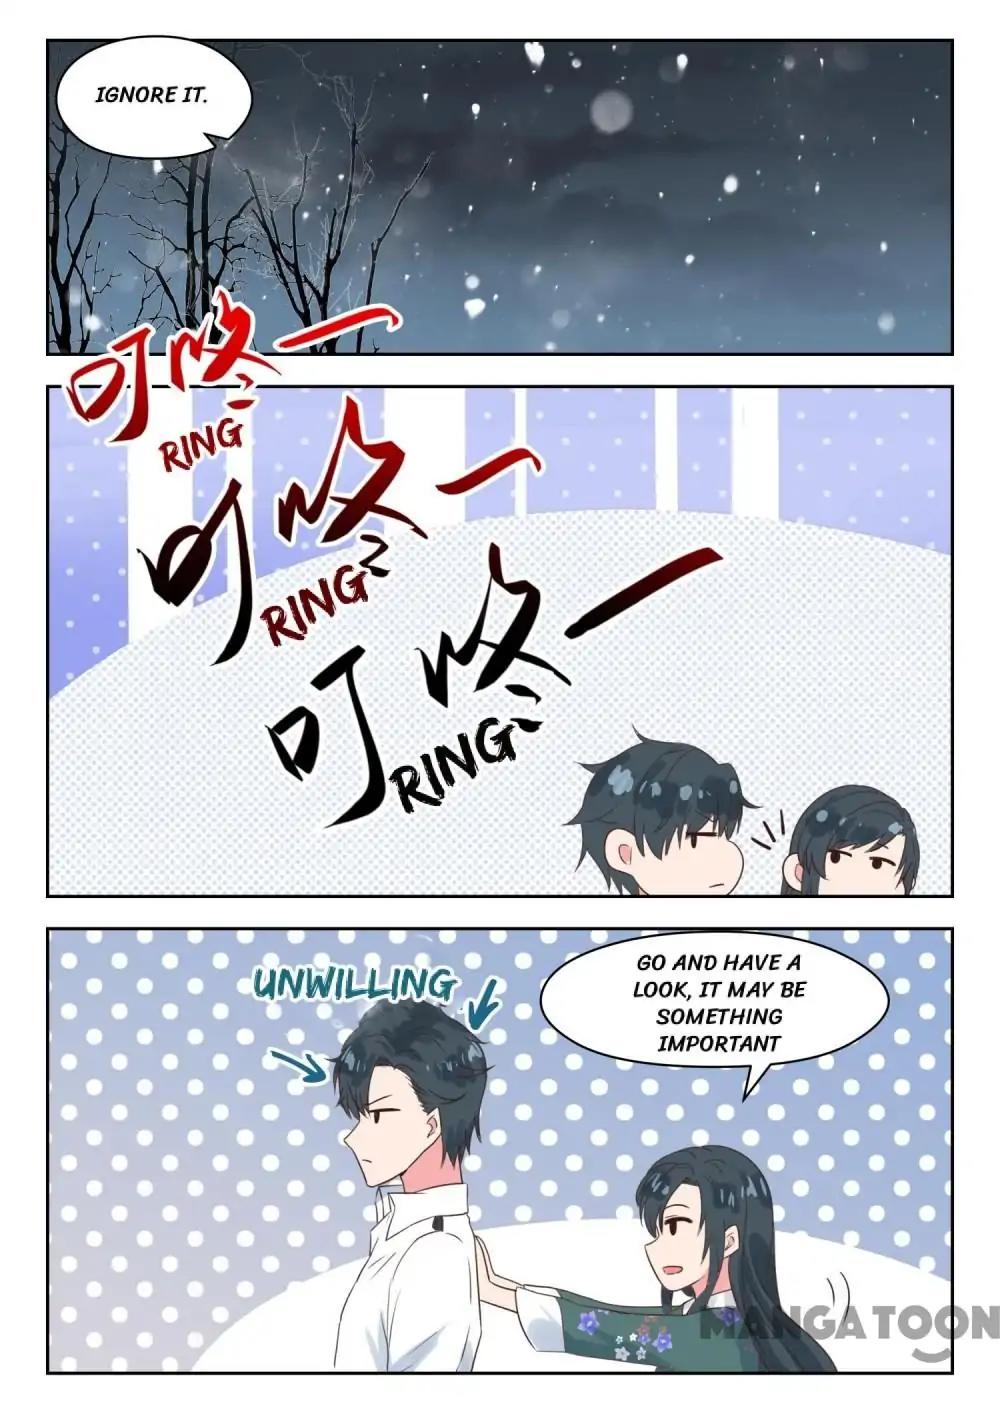 IGNORE IT.
叮咚一
RING
叮咚一
RING
叮咚一
RING
UNWILLING
GO AND HAVE A
LOOK, IT MAY BE
SOMETHING
IMPORTANT
MANGATOON